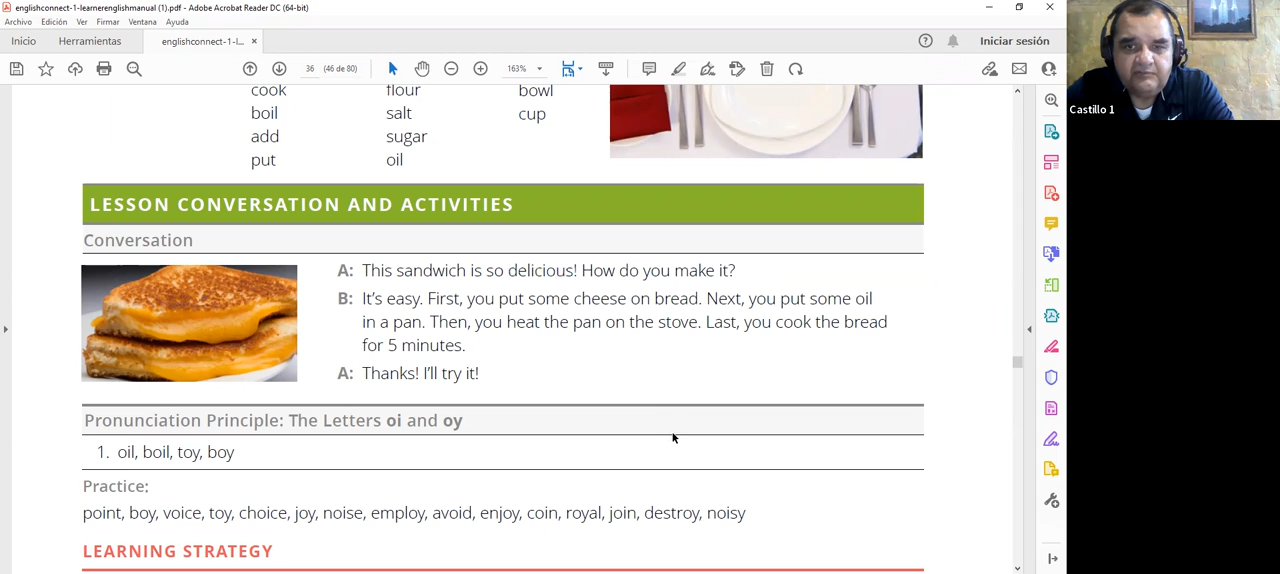 englishconnect-1-learnerenglishmanual (1).pdf - Adobe Acrobat Reader DC (64-bit)
Archivo Edición Ver Firmar Ventana Ayuda
Inicio Herramientas englishconnect-1-l... × Iniciar sesión
36 (46 de 80) 163%
Castillo 1
cook flour bowl
boil salt cup
add sugar
put oil
LESSON CONVERSATION AND ACTIVITIES
Conversation
A: This sandwich is so delicious! How do you make it?
B: It's easy. First, you put some cheese on bread. Next, you put some oil
in a pan. Then, you heat the pan on the stove. Last, you cook the bread
for 5 minutes.
A: Thanks! I'll try it!
Pronunciation Principle: The Letters oi and oy
1. oil, boil, toy, boy
Practice:
point, boy, voice, toy, choice, joy, noise, employ, avoid, enjoy, coin, royal, join, destroy, noisy
LEARNING STRATEGY